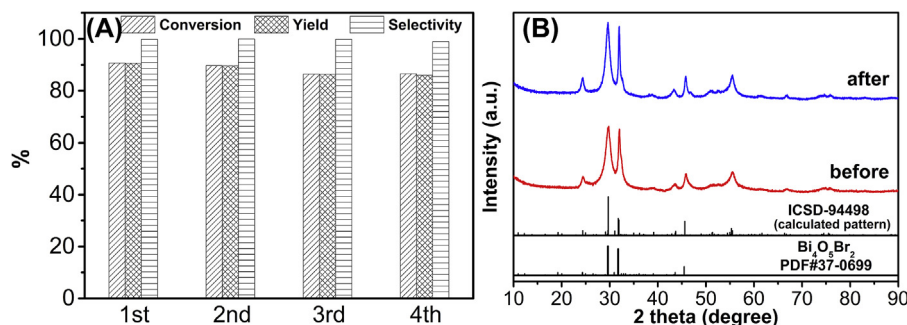 (A)
Conversion
Yield
Selectivity
100
80
60
40
20
0
%
1st
2nd
3rd
4th
(B)
after
before
ICSD-94498
(calculated pattern)
Bi₄O₅Br₂
PDF#37-0699
Intensity (a.u.)
10 20 30 40 50 60 70 80 90
2 theta (degree)